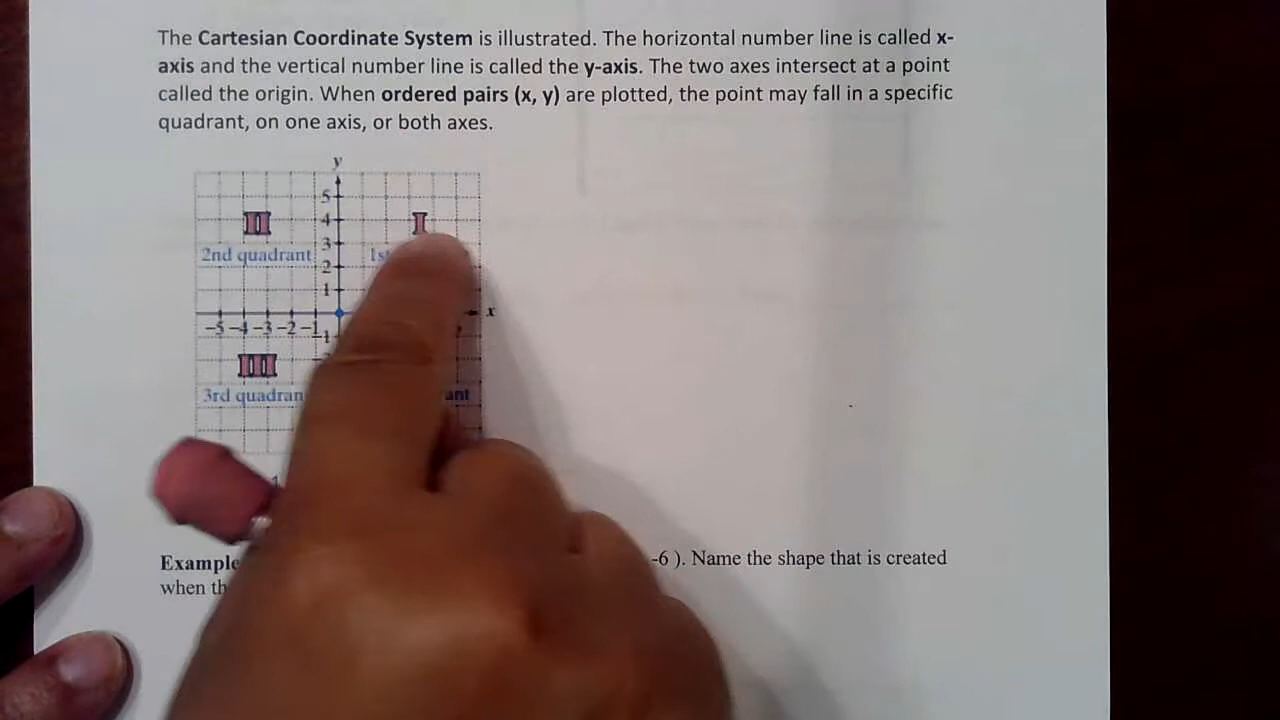 The Cartesian Coordinate System is illustrated. The horizontal number line is called x-
axis and the vertical number line is called the y-axis. The two axes intersect at a point
called the origin. When ordered pairs (x, y) are plotted, the point may fall in a specific
quadrant, on one axis, or both axes.
y
5
II 4 I
3
2nd quadrant 1st
2
1
x
-5 -4 -3 -2 -1
-1
III
3rd quadran ant
Example -6 ). Name the shape that is created
when th